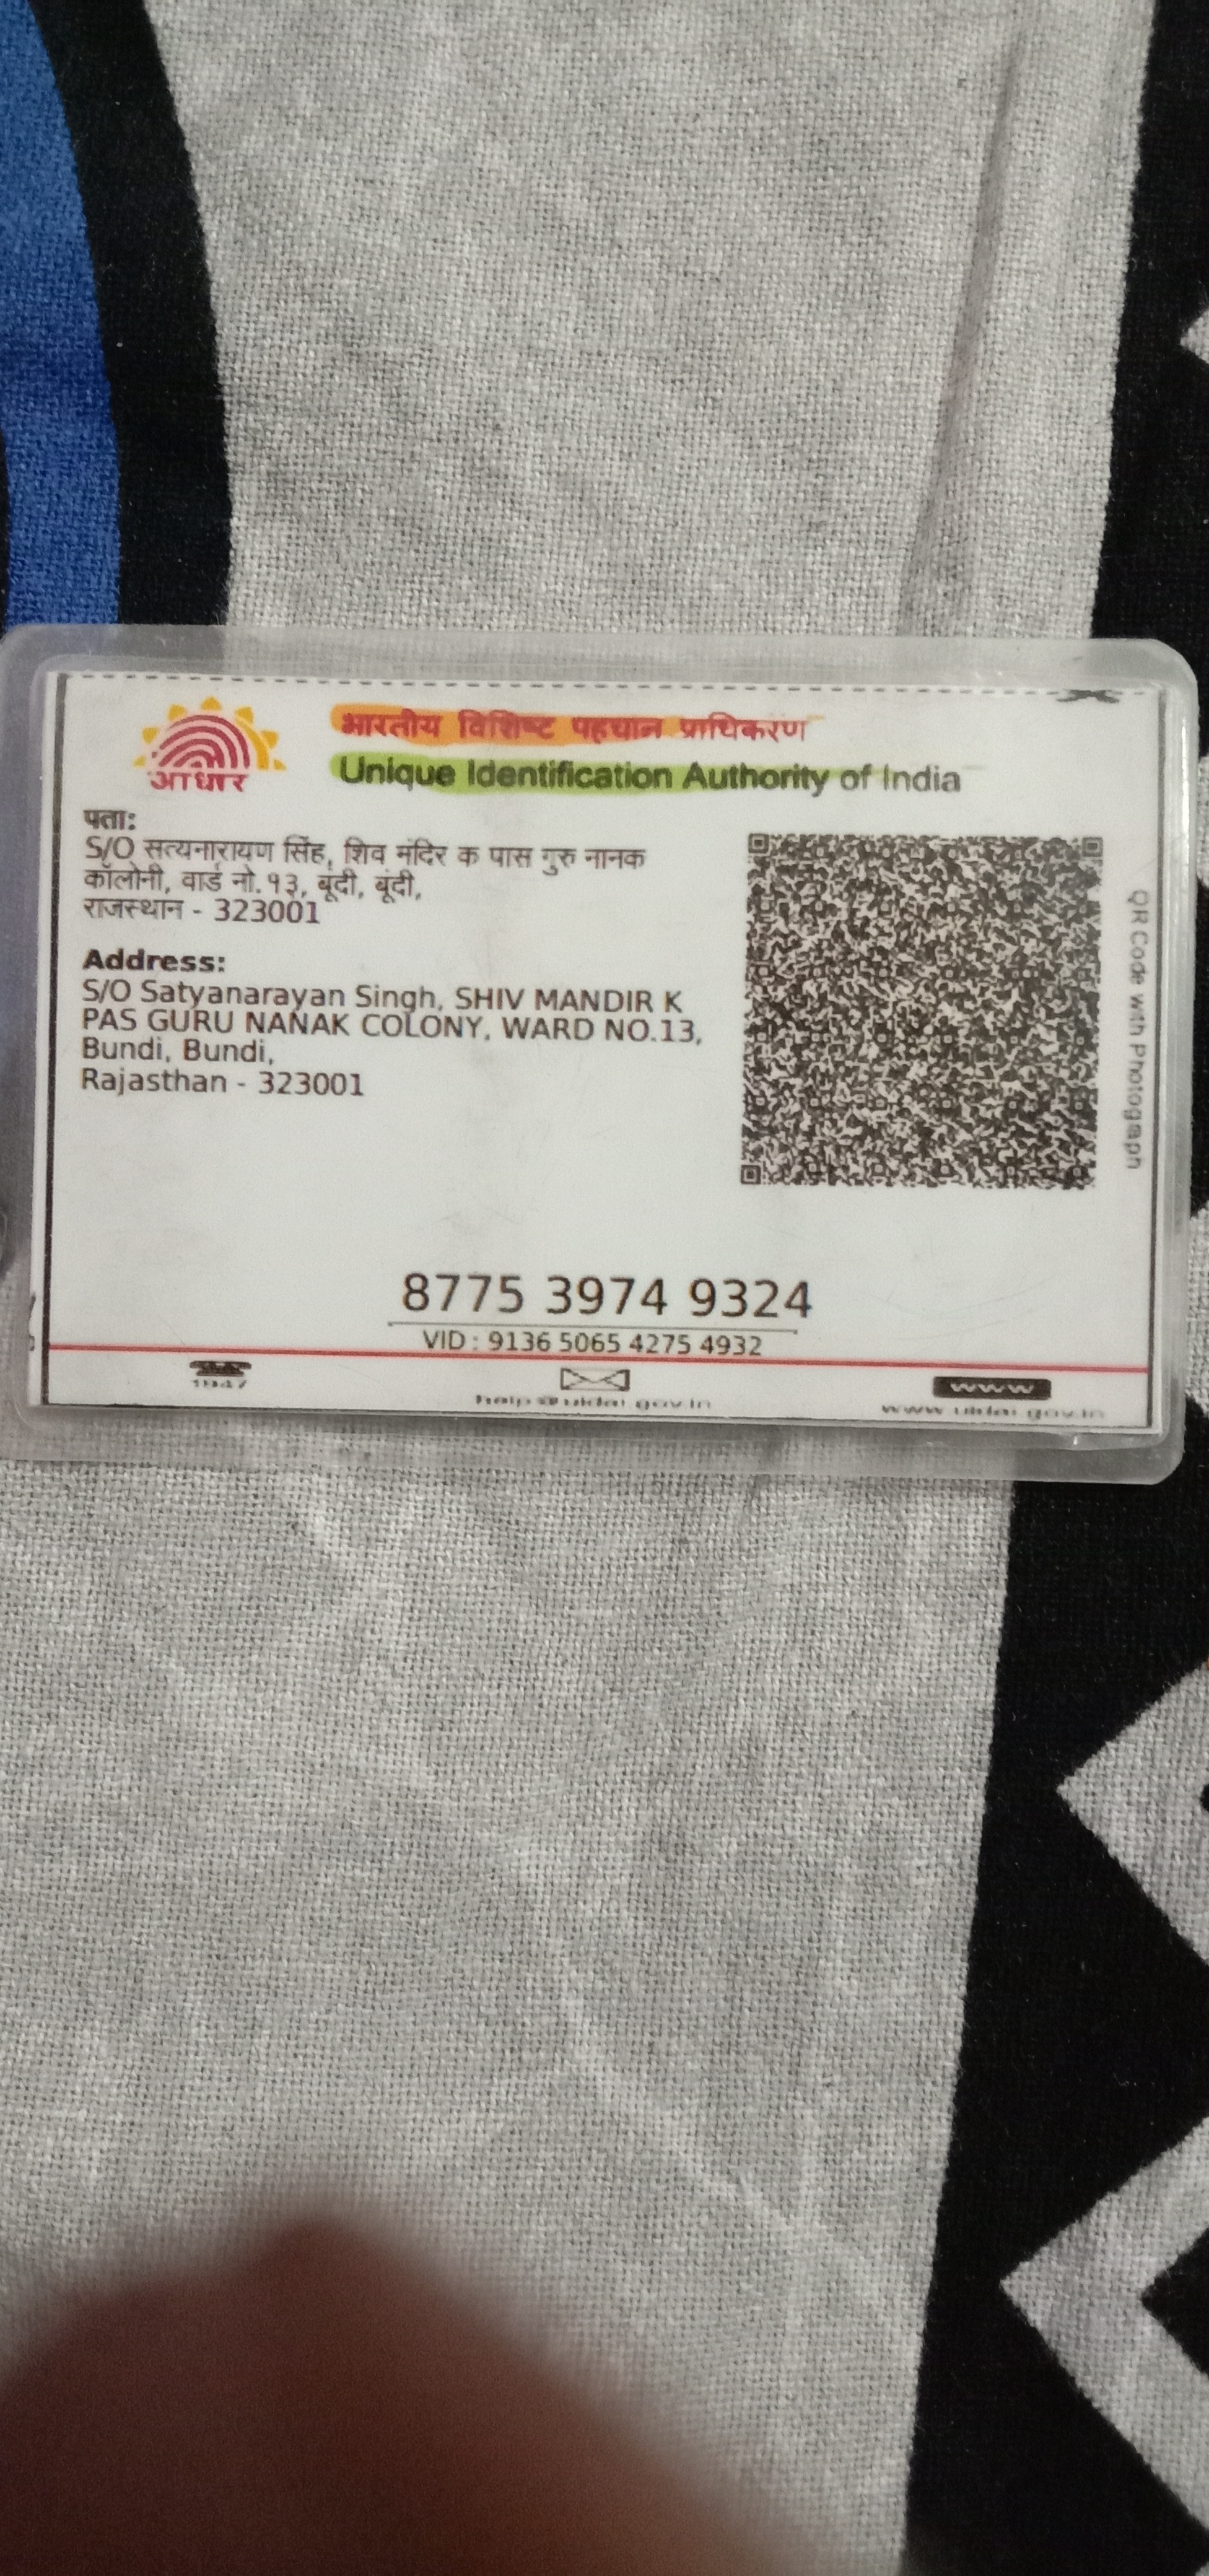 आधार
भारतीय विशिष्ट पहचान प्राधिकरण
Unique Identification Authority of India
पता:
S/O सत्यनारायण सिंह, शिव मंदिर क पास गुरु नानक
कॉलोनी, वार्ड नो.१३, बूंदी, बूंदी,
राजस्थान - 323001
Address:
S/O Satyanarayan Singh, SHIV MANDIR K
PAS GURU NANAK COLONY, WARD NO.13,
Bundi, Bundi,
Rajasthan - 323001
QR Code with Photograph
8775 3974 9324
VID : 9136 5065 4275 4932
1947
help@uidai.gov.in
www
www.uidai.gov.in